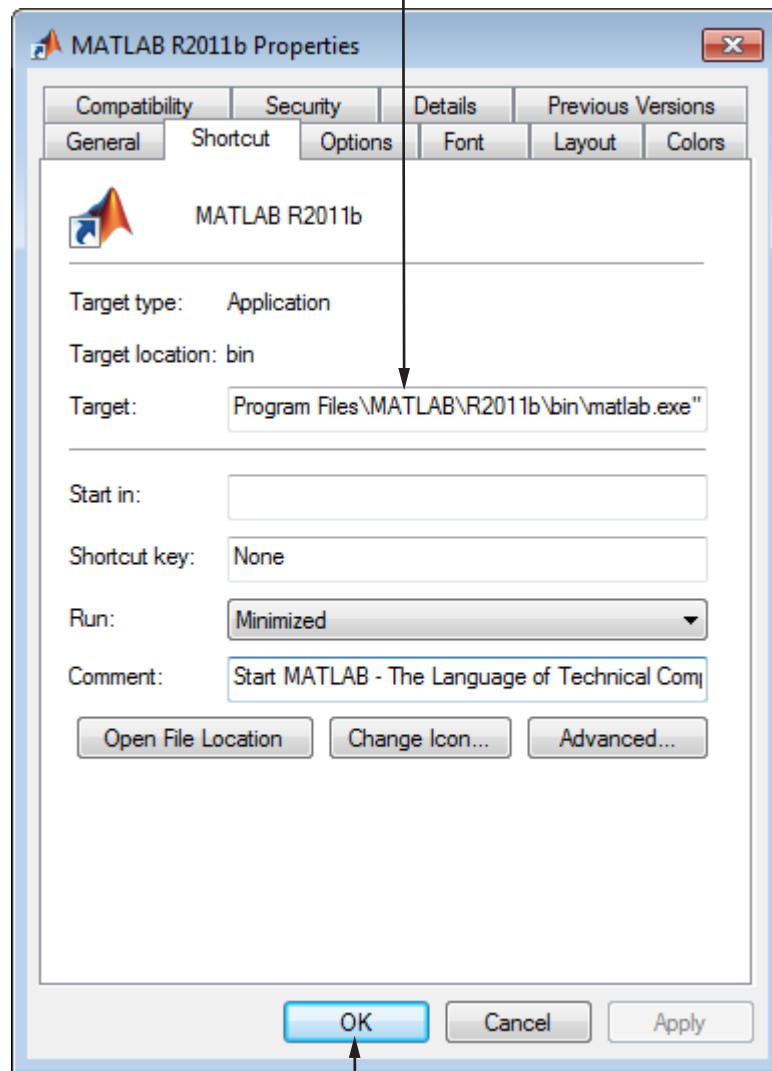 MATLAB R2011b Properties
Compatibility Security Details Previous Versions
General Shortcut Options Font Layout Colors
MATLAB R2011b
Target type: Application
Target location: bin
Target: Program Files\MATLAB\R2011b\bin\matlab.exe"
Start in:
Shortcut key: None
Run: Minimized
Comment: Start MATLAB - The Language of Technical Comp
Open File Location Change Icon... Advanced...
OK Cancel Apply